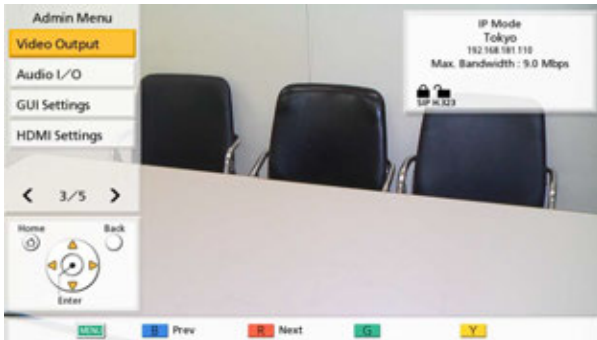 Admin Menu
Video Output
Audio I/O
GUI Settings
HDMI Settings
3/5
Home
Back
Enter
IP Mode
Tokyo
192.168.181.110
Max. Bandwidth : 9.0 Mbps
SIP H.323
MENU
B Prev
R Next
G
Y